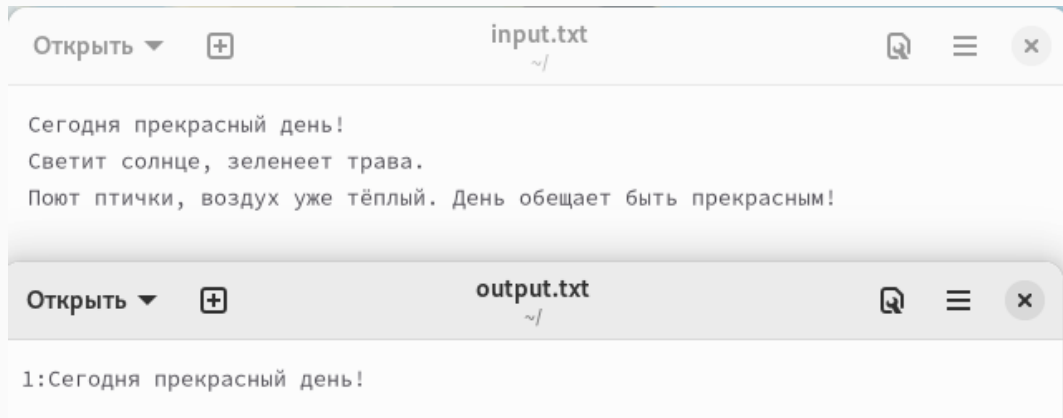 Открыть
input.txt
~/
Сегодня прекрасный день!
Светит солнце, зеленеет трава.
Поют птички, воздух уже тёплый. День обещает быть прекрасным!
Открыть
output.txt
~/
1:Сегодня прекрасный день!